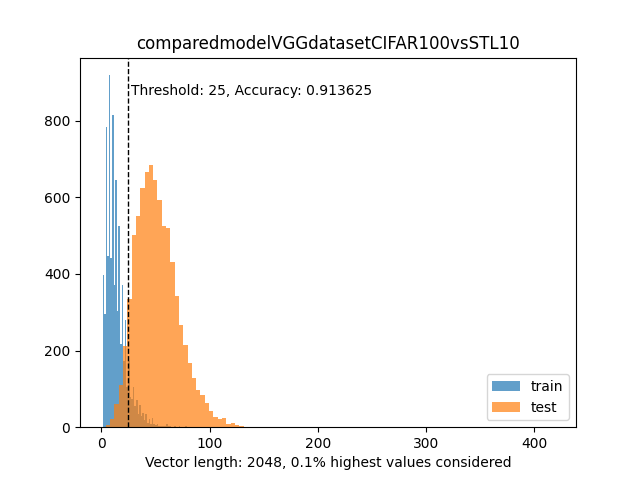 comparedmodelVGGdatasetCIFAR100vsSTL10
Threshold: 25, Accuracy: 0.913625
800
600
400
200
0
train
test
0 100 200 300 400
Vector length: 2048, 0.1% highest values considered